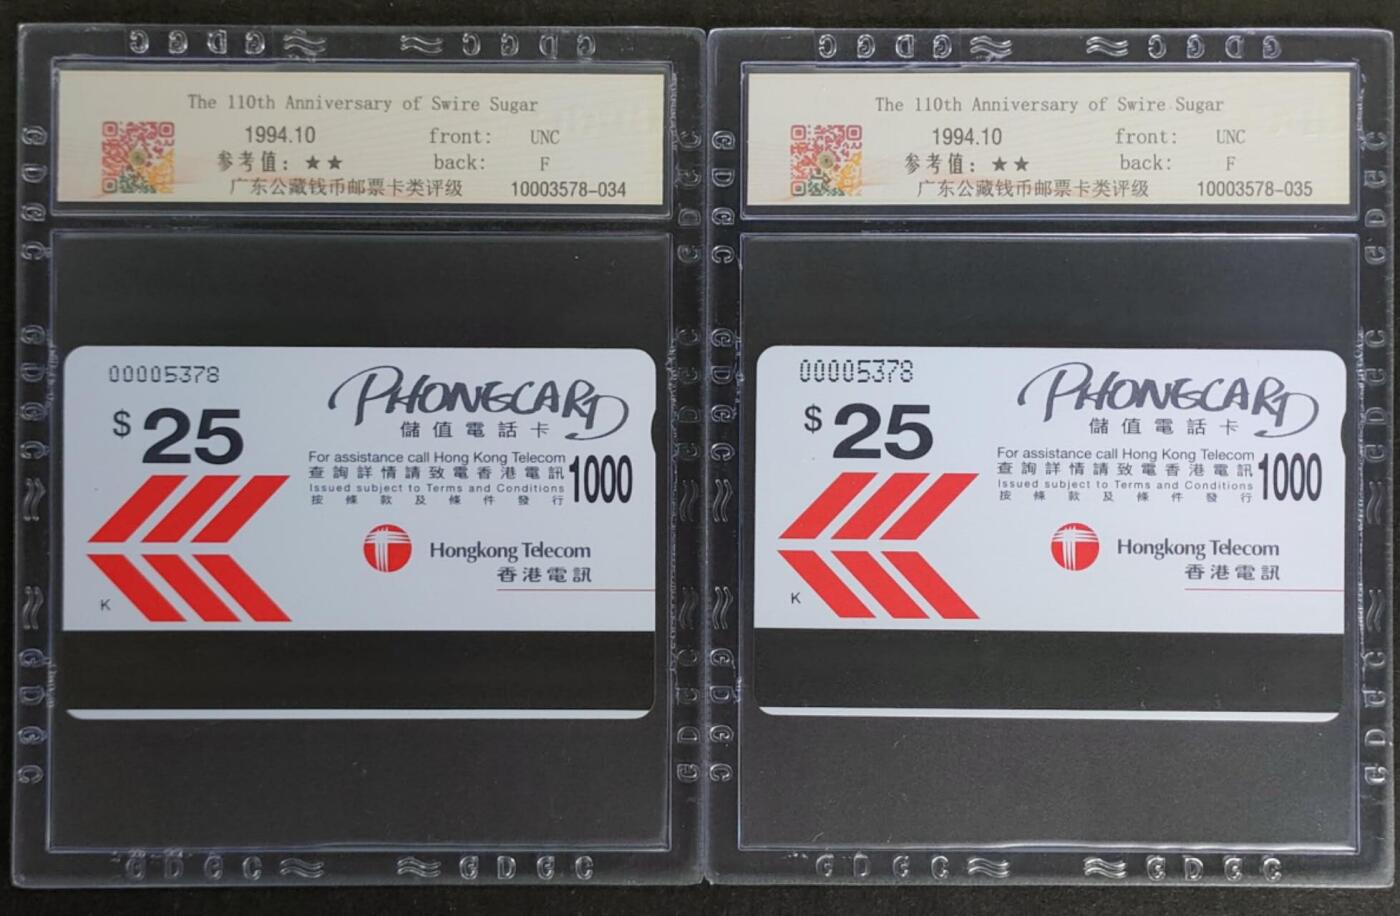 G D G C
G D G C
G D G C
G D G C
The 110th Anniversary of Swire Sugar
1994.10 front: UNC
参考值：★★ back: F
广东公藏钱币邮票卡类评级 10003578-034
00005378
PHONECARD
$25
儲值電話卡
For assistance call Hong Kong Telecom
查詢詳情請致電香港電訊
Issued subject to Terms and Conditions
按條款及條件發行
1000
Hongkong Telecom
香港電訊
K
The 110th Anniversary of Swire Sugar
1994.10 front: UNC
参考值：★★ back: F
广东公藏钱币邮票卡类评级 10003578-035
00005378
PHONECARD
$25
儲值電話卡
For assistance call Hong Kong Telecom
查詢詳情請致電香港電訊
Issued subject to Terms and Conditions
按條款及條件發行
1000
Hongkong Telecom
香港電訊
K
G D G C
G D G C
G D G C
G D G C